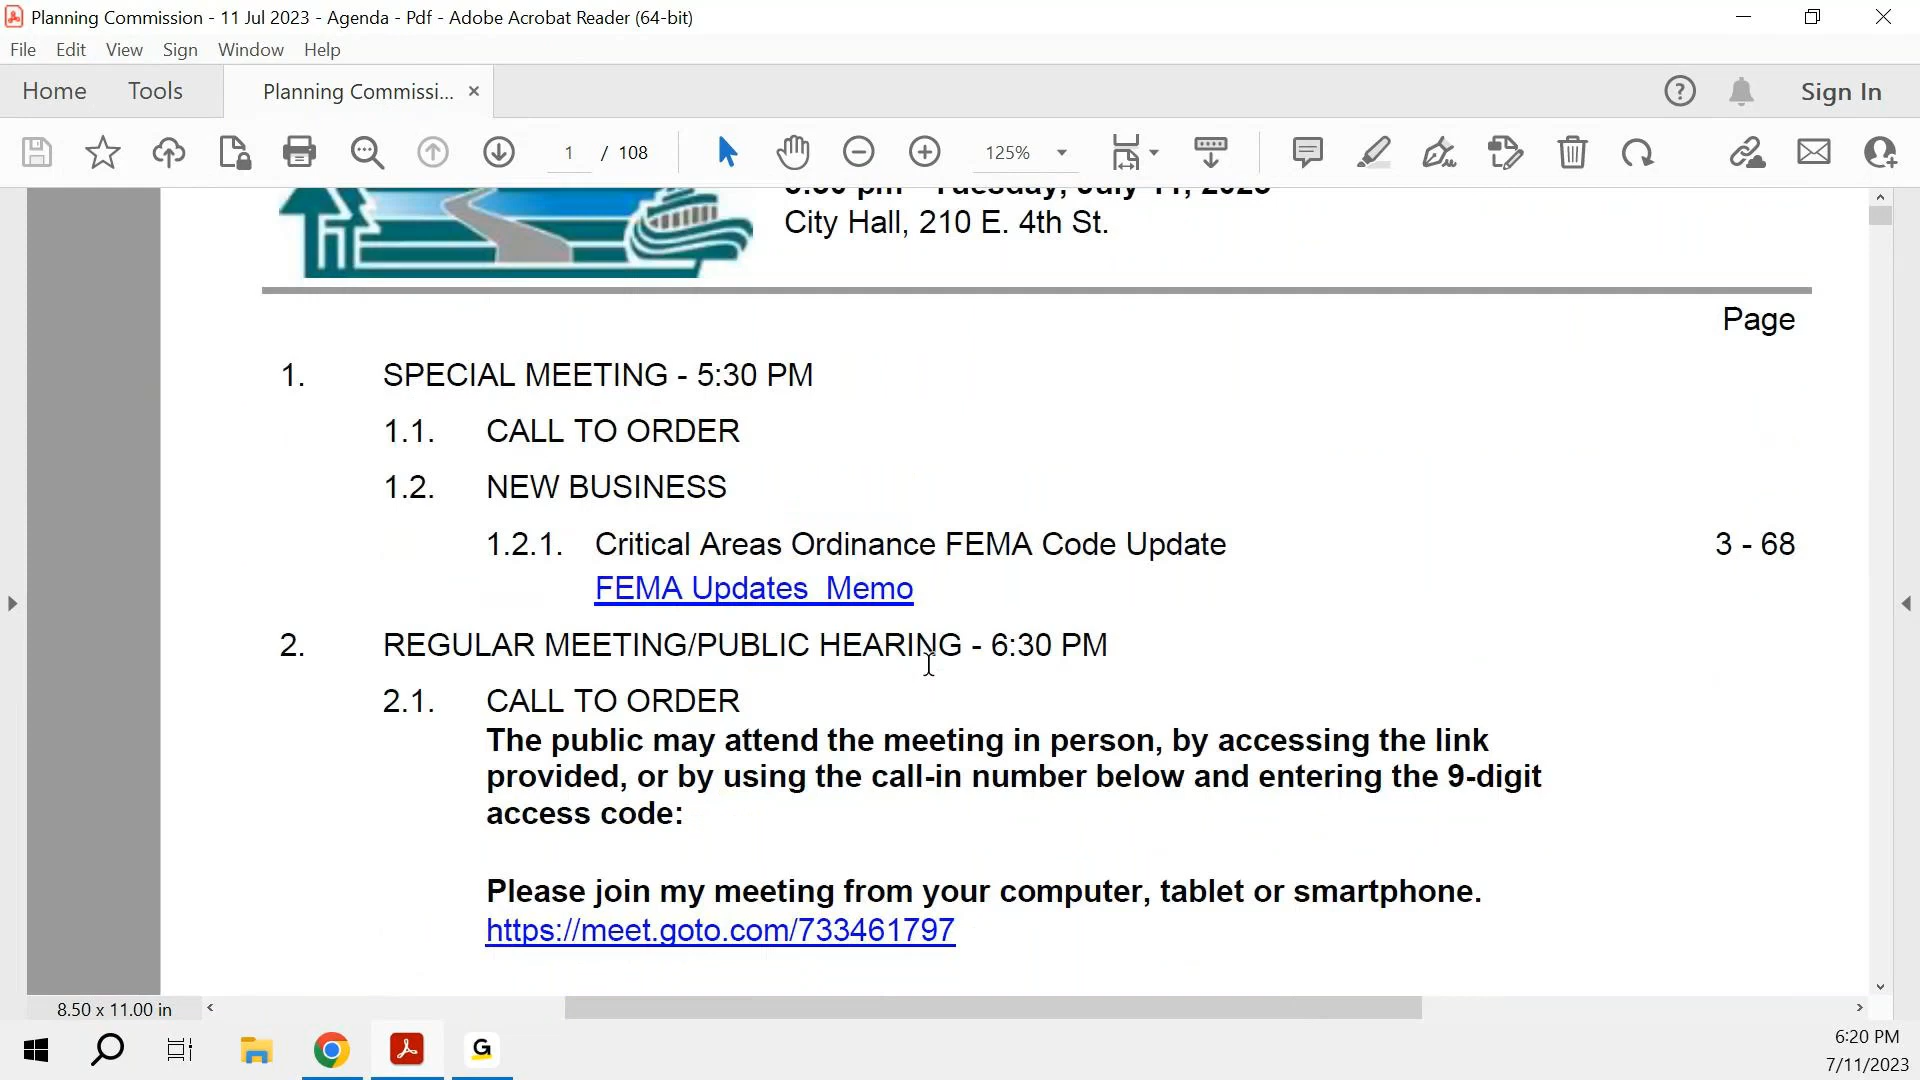 Planning Commission - 11 Jul 2023 - Agenda - Pdf - Adobe Acrobat Reader (64-bit)
File Edit View Sign Window Help
Home Tools Planning Commissi... Sign In
1 / 108 125%
Tuesday, July 11, 2023
City Hall, 210 E. 4th St.
Page
1. SPECIAL MEETING - 5:30 PM
1.1. CALL TO ORDER
1.2. NEW BUSINESS
1.2.1. Critical Areas Ordinance FEMA Code Update 3 - 68
FEMA Updates_Memo
2. REGULAR MEETING/PUBLIC HEARING - 6:30 PM
2.1. CALL TO ORDER
The public may attend the meeting in person, by accessing the link
provided, or by using the call-in number below and entering the 9-digit
access code:
Please join my meeting from your computer, tablet or smartphone.
https://meet.goto.com/733461797
8.50 x 11.00 in
6:20 PM
7/11/2023